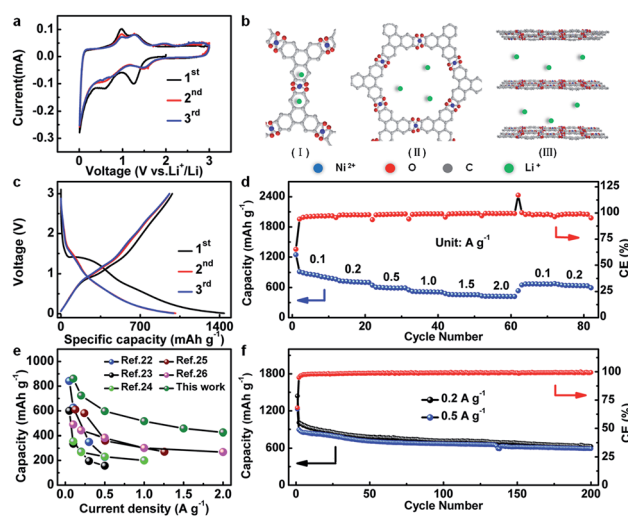 a
0.1
0.0
-0.1
-0.2
-0.3
Current(mA)
1st
2nd
3rd
0 1 2 3
Voltage (V vs.Li+/Li)
b
( I ) (II) (III)
Ni2+ O C Li+
c
3
2
1
0
Voltage (V)
1st
2nd
3rd
0 700 1400
Specific capacity (mAh g-1)
d
2400
1800
1200
600
0
Capacity (mAh g-1)
Unit: A g-1
0.1 0.2 0.5 1.0 1.5 2.0 0.1 0.2
125
100
75
50
25
0
CE (%)
0 20 40 60 80
Cycle Number
e
1000
800
600
400
200
0
Capacity (mAh g-1)
Ref.22 Ref.25
Ref.23 Ref.26
Ref.24 This work
0.0 0.5 1.0 1.5 2.0
Current density (A g-1)
f
1800
1200
600
0
Capacity (mAh g-1)
0.2 A g-1
0.5 A g-1
100
75
50
25
0
CE (%)
0 50 100 150 200
Cycle Number